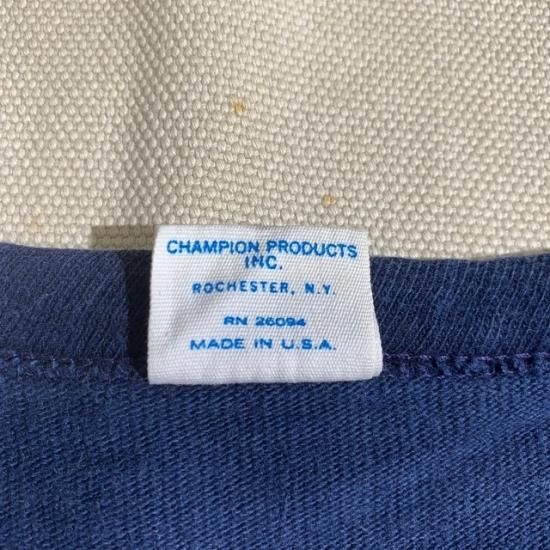 CHAMPION PRODUCTS
INC.
ROCHESTER, N.Y.
RN 26094
MADE IN U.S.A.